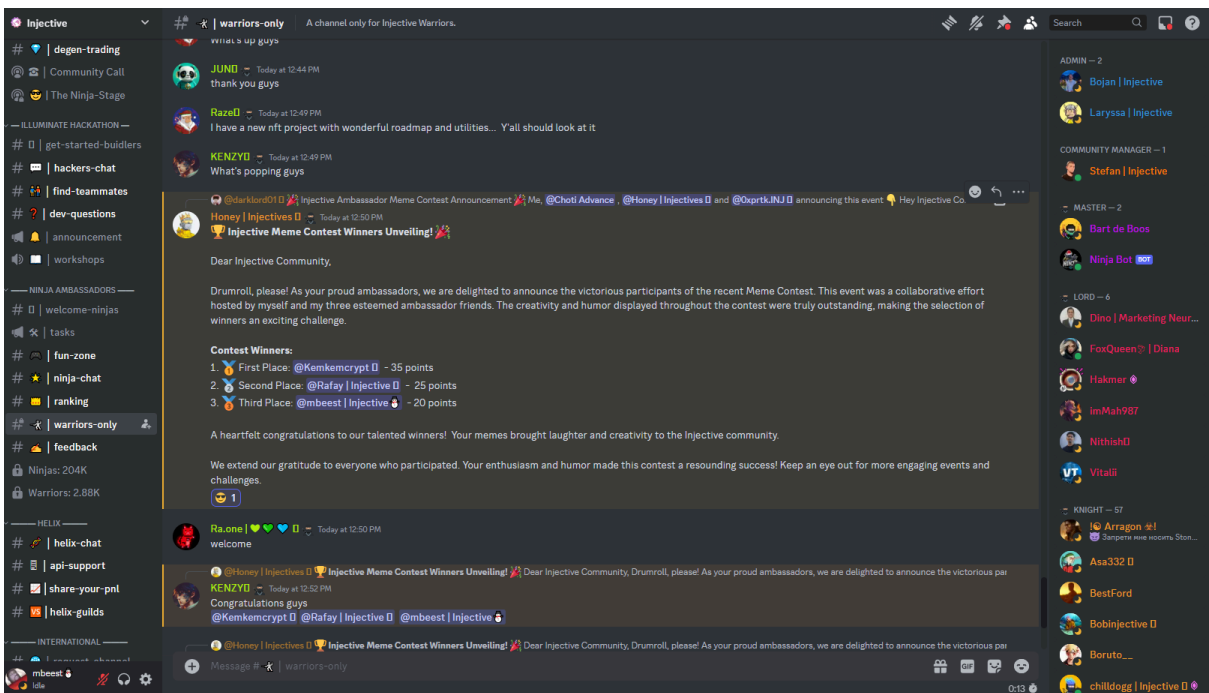 Injective
| degen-trading
| Community Call
| The Ninja-Stage
ILLUMINATE HACKATHON
| get-started-buidlers
| hackers-chat
| find-teammates
| dev-questions
| announcement
| workshops
NINJA AMBASSADORS
| welcome-ninjas
| tasks
| fun-zone
| ninja-chat
| ranking
| warriors-only
| feedback
Ninjas: 204K
Warriors: 2.88K
HELIX
| helix-chat
| api-support
| share-your-pnl
| helix-guilds
INTERNATIONAL
| request-channel
mbeest
Idle
| warriors-only
A channel only for Injective Warriors.
What's up guys
JUN Today at 12:44 PM
thank you guys
Raze Today at 12:49 PM
I have a new nft project with wonderful roadmap and utilities... Y'all should look at it
KENZY Today at 12:49 PM
What's popping guys
@darklord01 🎉 Injective Ambassador Meme Contest Announcement 🎉 Me, @Choti Advance , @Honey | Injectives and @0xprtk.INJ announcing this event 👇 Hey Injective Co
Honey | Injectives Today at 12:50 PM
🏆 Injective Meme Contest Winners Unveiling! 🎉
Dear Injective Community,
Drumroll, please! As your proud ambassadors, we are delighted to announce the victorious participants of the recent Meme Contest. This event was a collaborative effort
hosted by myself and my three esteemed ambassador friends. The creativity and humor displayed throughout the contest were truly outstanding, making the selection of
winners an exciting challenge.
Contest Winners:
1. 🥇 First Place: @Kemkemcrypt - 35 points
2. 🥈 Second Place: @Rafay | Injective - 25 points
3. 🥉 Third Place: @mbeest | Injective⛄ - 20 points
A heartfelt congratulations to our talented winners! Your memes brought laughter and creativity to the Injective community.
We extend our gratitude to everyone who participated. Your enthusiasm and humor made this contest a resounding success! Keep an eye out for more engaging events and
challenges.
😎 1
Ra.one | 💚 💚 💙 Today at 12:50 PM
welcome
@Honey | Injectives 🏆 Injective Meme Contest Winners Unveiling! 🎉 Dear Injective Community, Drumroll, please! As your proud ambassadors, we are delighted to announce the victorious par
KENZY Today at 12:52 PM
Congratulations guys
@Kemkemcrypt @Rafay | Injective @mbeest | Injective⛄
@Honey | Injectives 🏆 Injective Meme Contest Winners Unveiling! 🎉 Dear Injective Community, Drumroll, please! As your proud ambassadors, we are delighted to announce the victorious par
Message # | warriors-only
GIF
0:13
Search
ADMIN — 2
Bojan | Injective
Laryssa | Injective
COMMUNITY MANAGER — 1
Stefan | Injective
MASTER — 2
Bart de Boos
Ninja Bot BOT
LORD — 6
Dino | Marketing Neur...
FoxQueen | Diana
Hakmer
imMah987
Nithish
VT Vitalii
KNIGHT — 57
Arragon
Запрети мне носить Ston...
Asa332
BestFord
Bobinjective
Boruto__
chilldogg | Injective